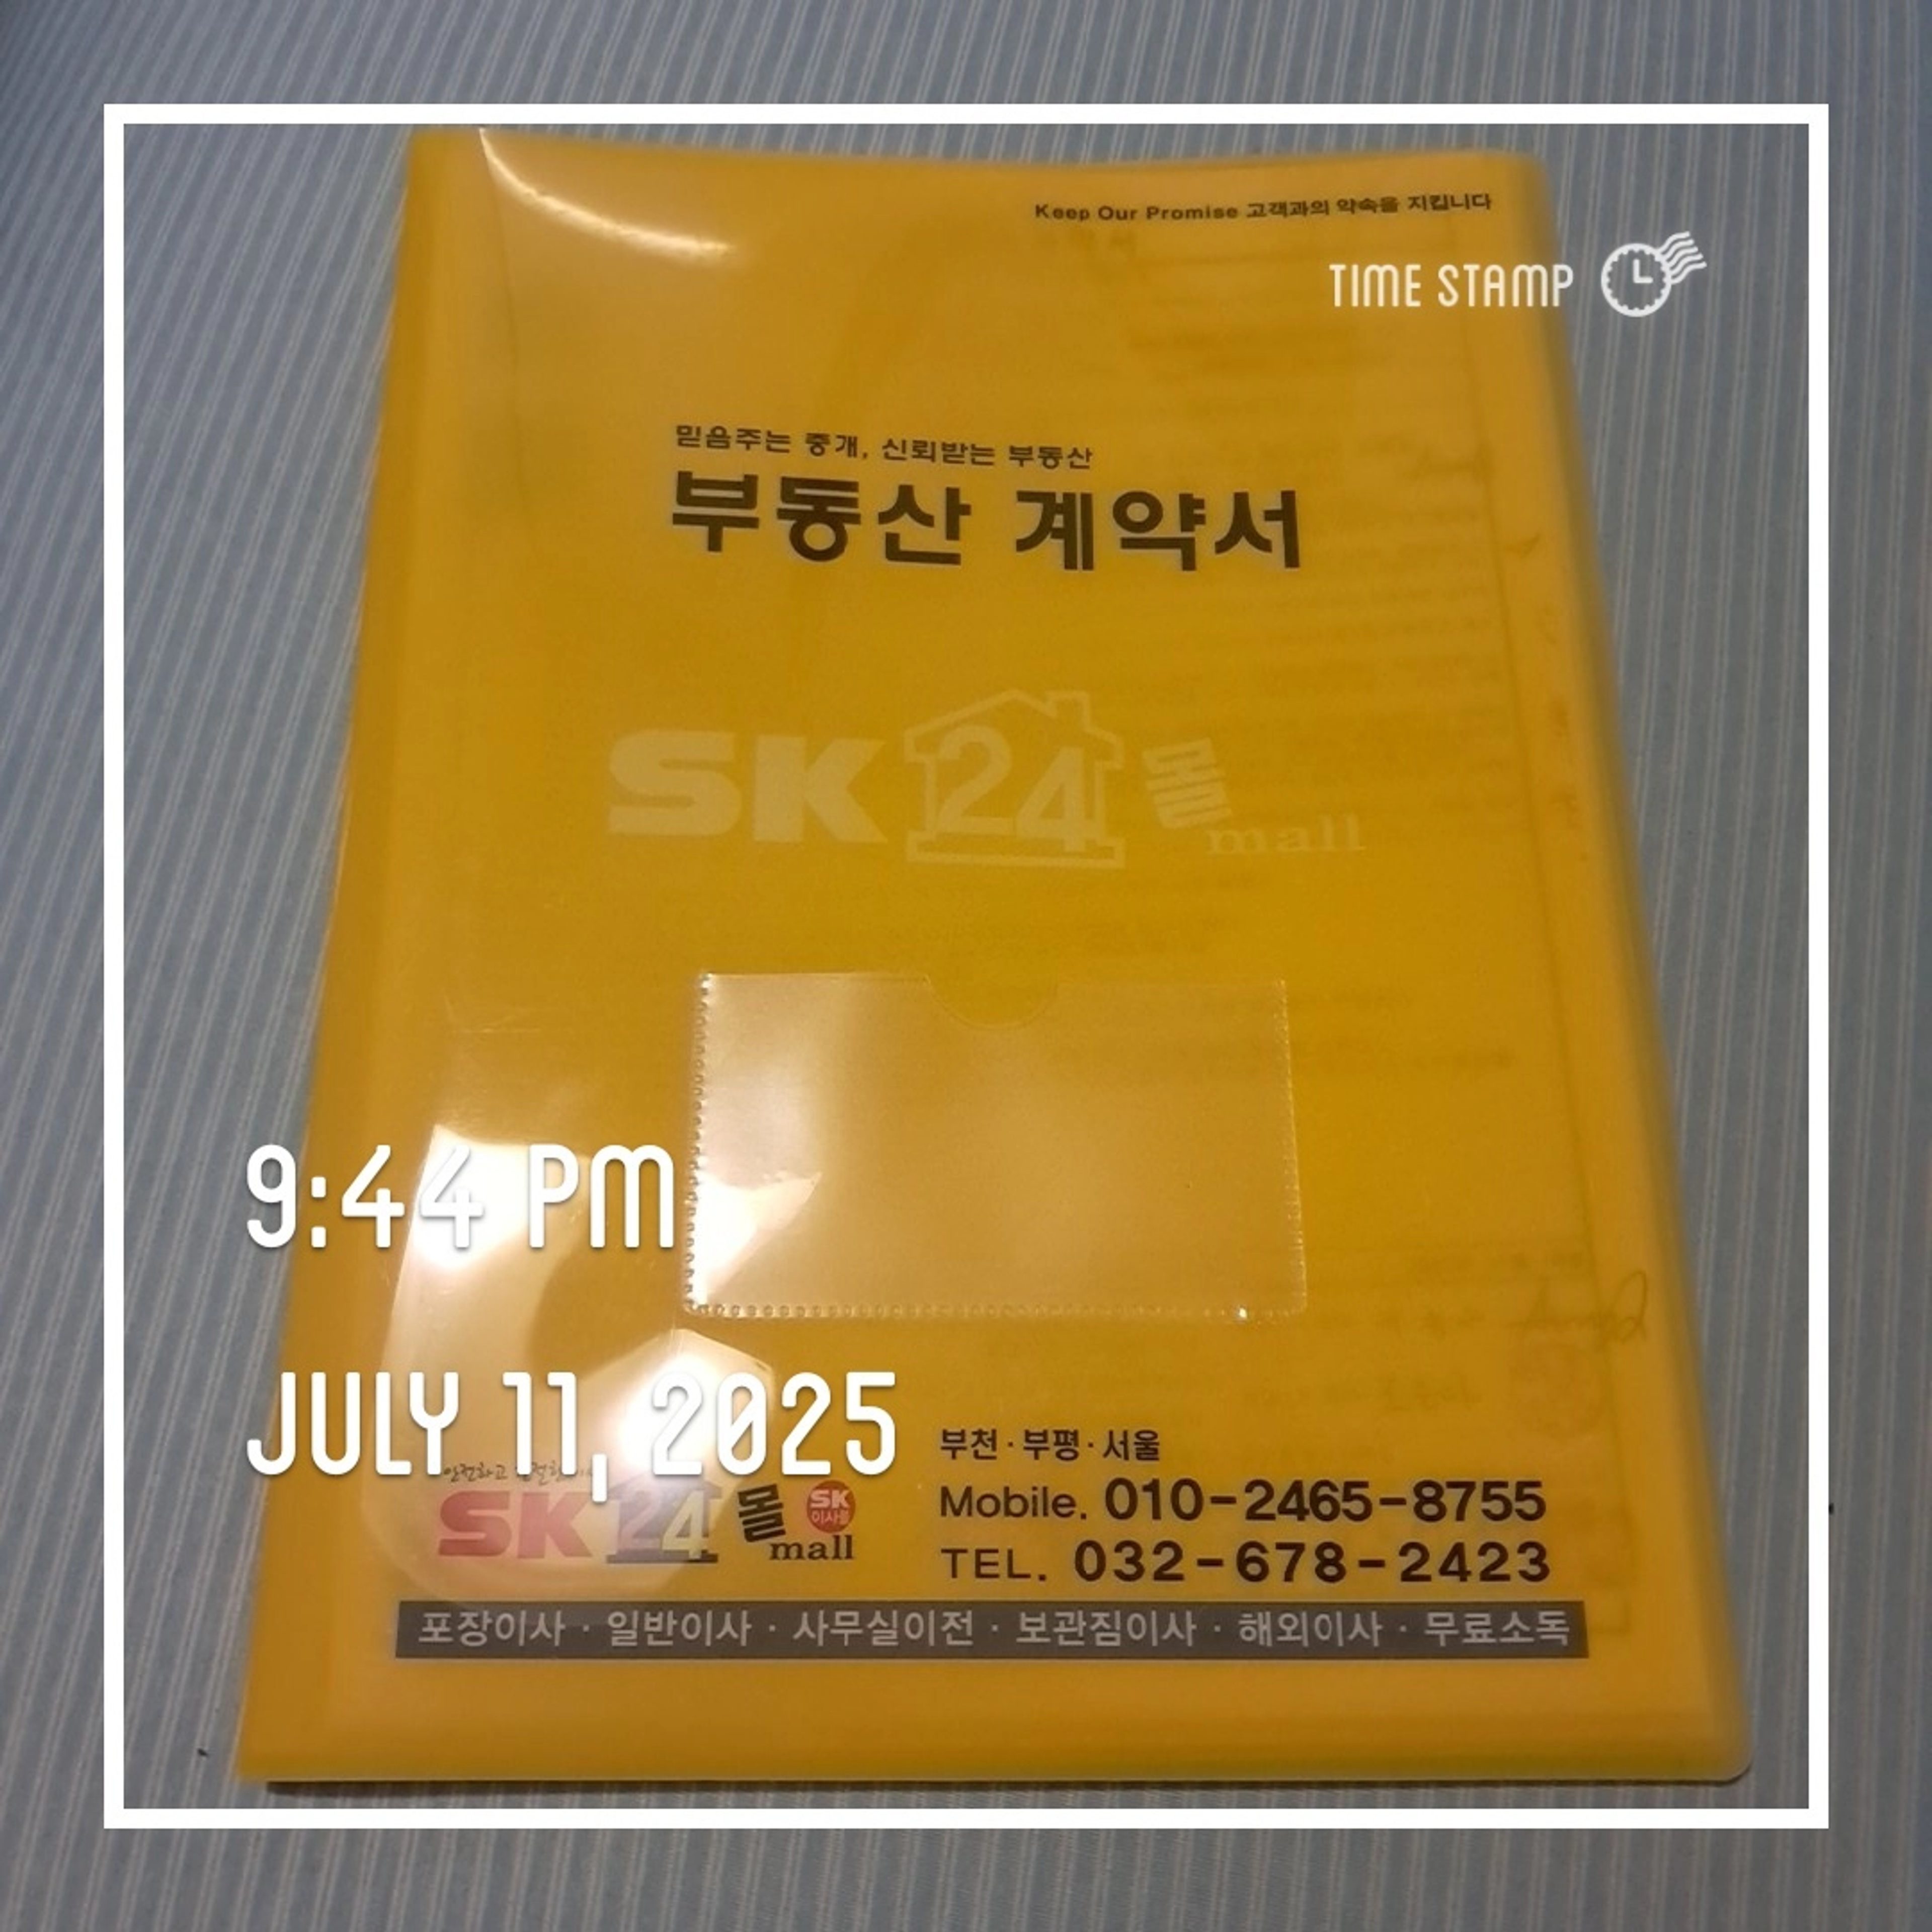 Keep Our Promise 고객과의 약속을 지킵니다
TIME STAMP
믿음주는 중개, 신뢰받는 부동산
부동산 계약서
SK 24 몰
mall
9:44 PM
JULY 11, 2025
부천·부평·서울
Mobile. 010-2465-8755
TEL. 032-678-2423
안전하고
SK 24 몰 mall
SK
이사몰
포장이사 · 일반이사 · 사무실이전 · 보관짐이사 · 해외이사 · 무료소독